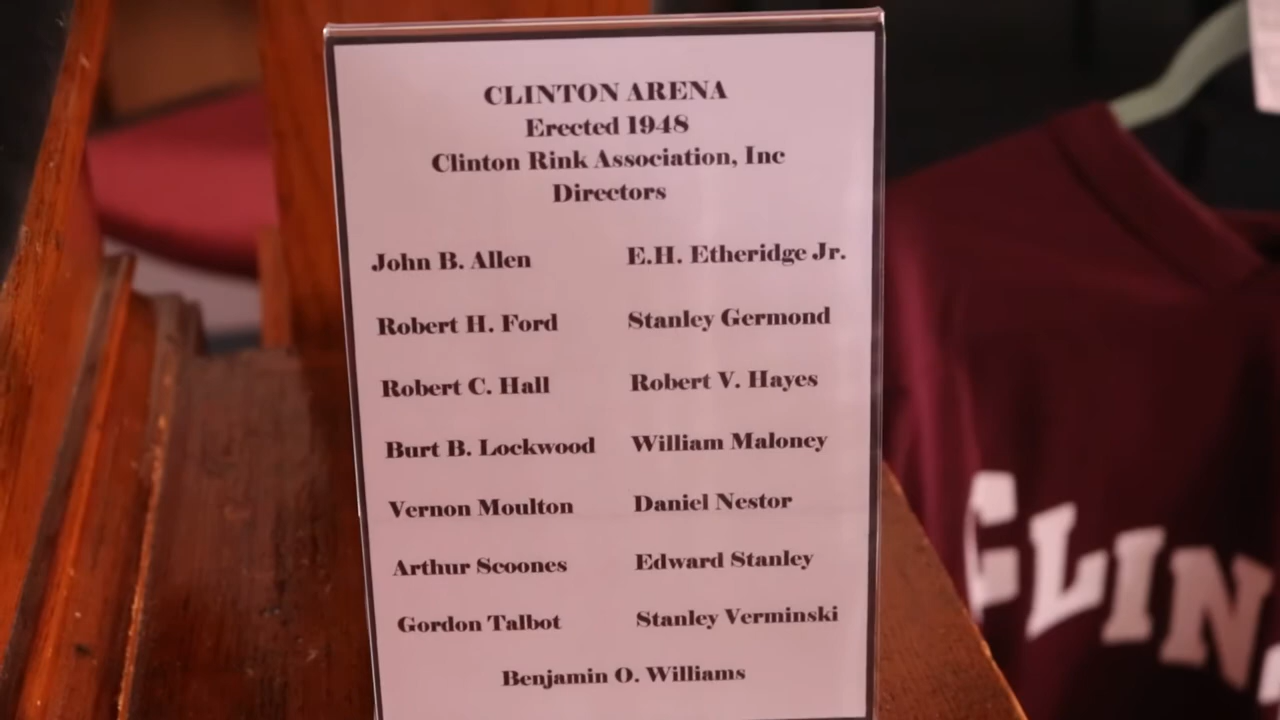 CLINTON ARENA
Erected 1948
Clinton Rink Association, Inc
Directors
John B. Allen E.H. Etheridge Jr.
Robert H. Ford Stanley Germond
Robert C. Hall Robert V. Hayes
Burt B. Lockwood William Maloney
Vernon Moulton Daniel Nestor
Arthur Scoones Edward Stanley
Gordon Talbot Stanley Verminski
Benjamin O. Williams
CLIN